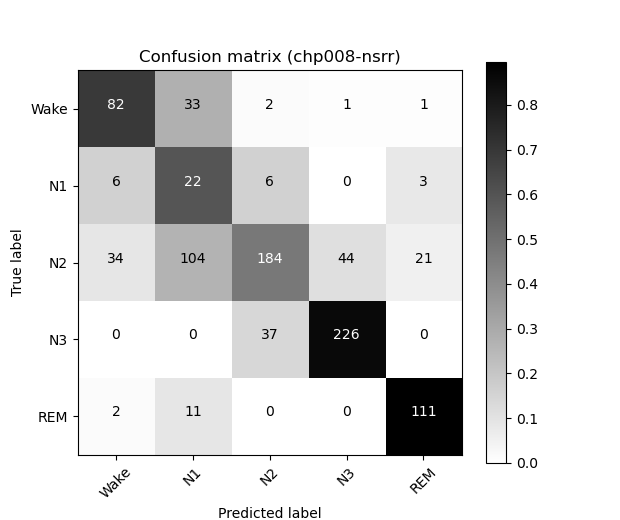 Confusion matrix (chp008-nsrr)
True label
Wake 82 33 2 1 1
N1 6 22 6 0 3
N2 34 104 184 44 21
N3 0 0 37 226 0
REM 2 11 0 0 111
Wake N1 N2 N3 REM
Predicted label
0.8
0.7
0.6
0.5
0.4
0.3
0.2
0.1
0.0